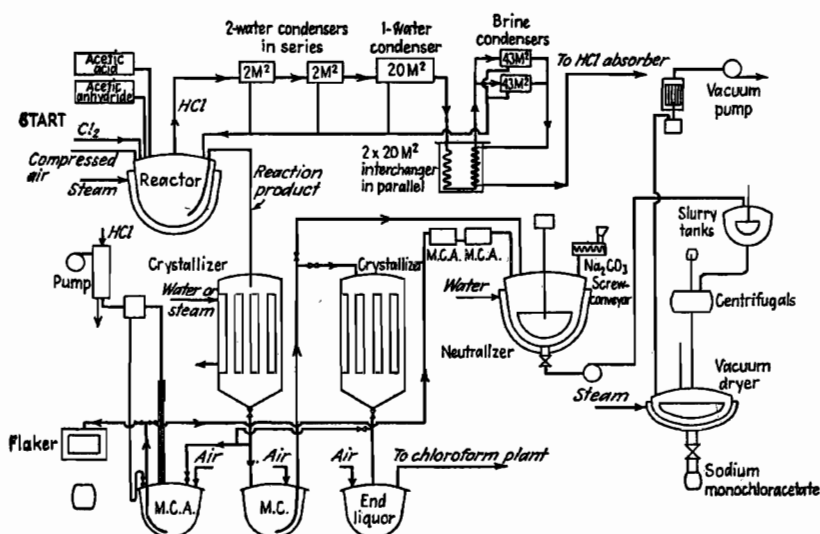 2-water condensers
in series
1-Water
condenser
Brine
condensers
Acetic
acid
Acetic
anhydride
2M²
2M²
20M²
43M²
43M²
To HCl absorber
Vacuum
pump
HCl
START
Cl₂
Compressed
air
Steam
Reactor
Reaction
product
2 x 20 M²
interchanger
in parallel
Slurry
tanks
HCl
Pump
Crystallizer
Water or
steam
Crystallizer
M.C.A.
M.C.A.
Water
Na₂CO₃
Screw-
conveyor
Neutralizer
Centrifugals
Vacuum
dryer
Steam
Flaker
Air
Air
Air
To chloroform plant
M.C.A.
M.C.
End
liquor
Sodium
monochloracetate